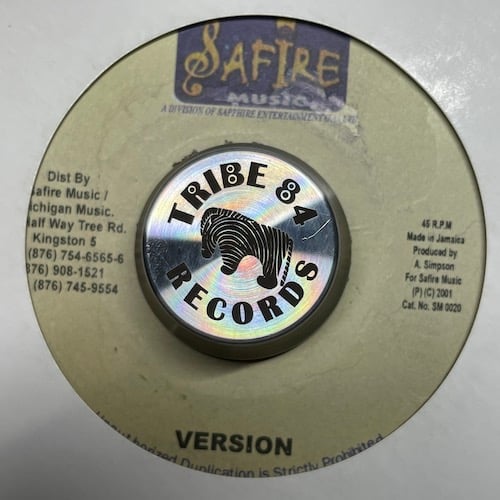 SAFIRE
MUSIC
A DIVISION OF SAPPHIRE ENTERTAINMENT
TRIBE 84
RECORDS
Dist By
Safire Music /
Michigan Music.
Half Way Tree Rd.
Kingston 5
(876) 754-6565-6
876) 908-1521
(876) 745-9554
45 R.P.M
Made in Jamaica
Produced by
A. Simpson
For Safire Music
(P) (C) 2001
Cat. No. SM 0020
VERSION
Unauthorized Duplication is Strictly Prohibited